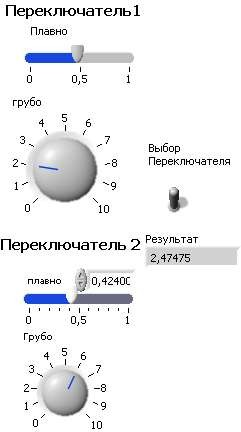 Переключатель1
Плавно
0 0,5 1
грубо
0 1 2 3 4 5 6 7 8 9 10
Выбор
Переключателя
Переключатель 2
Результат
2,47475
плавно
0,42400
0 0,5 1
Грубо
0 1 2 3 4 5 6 7 8 9 10